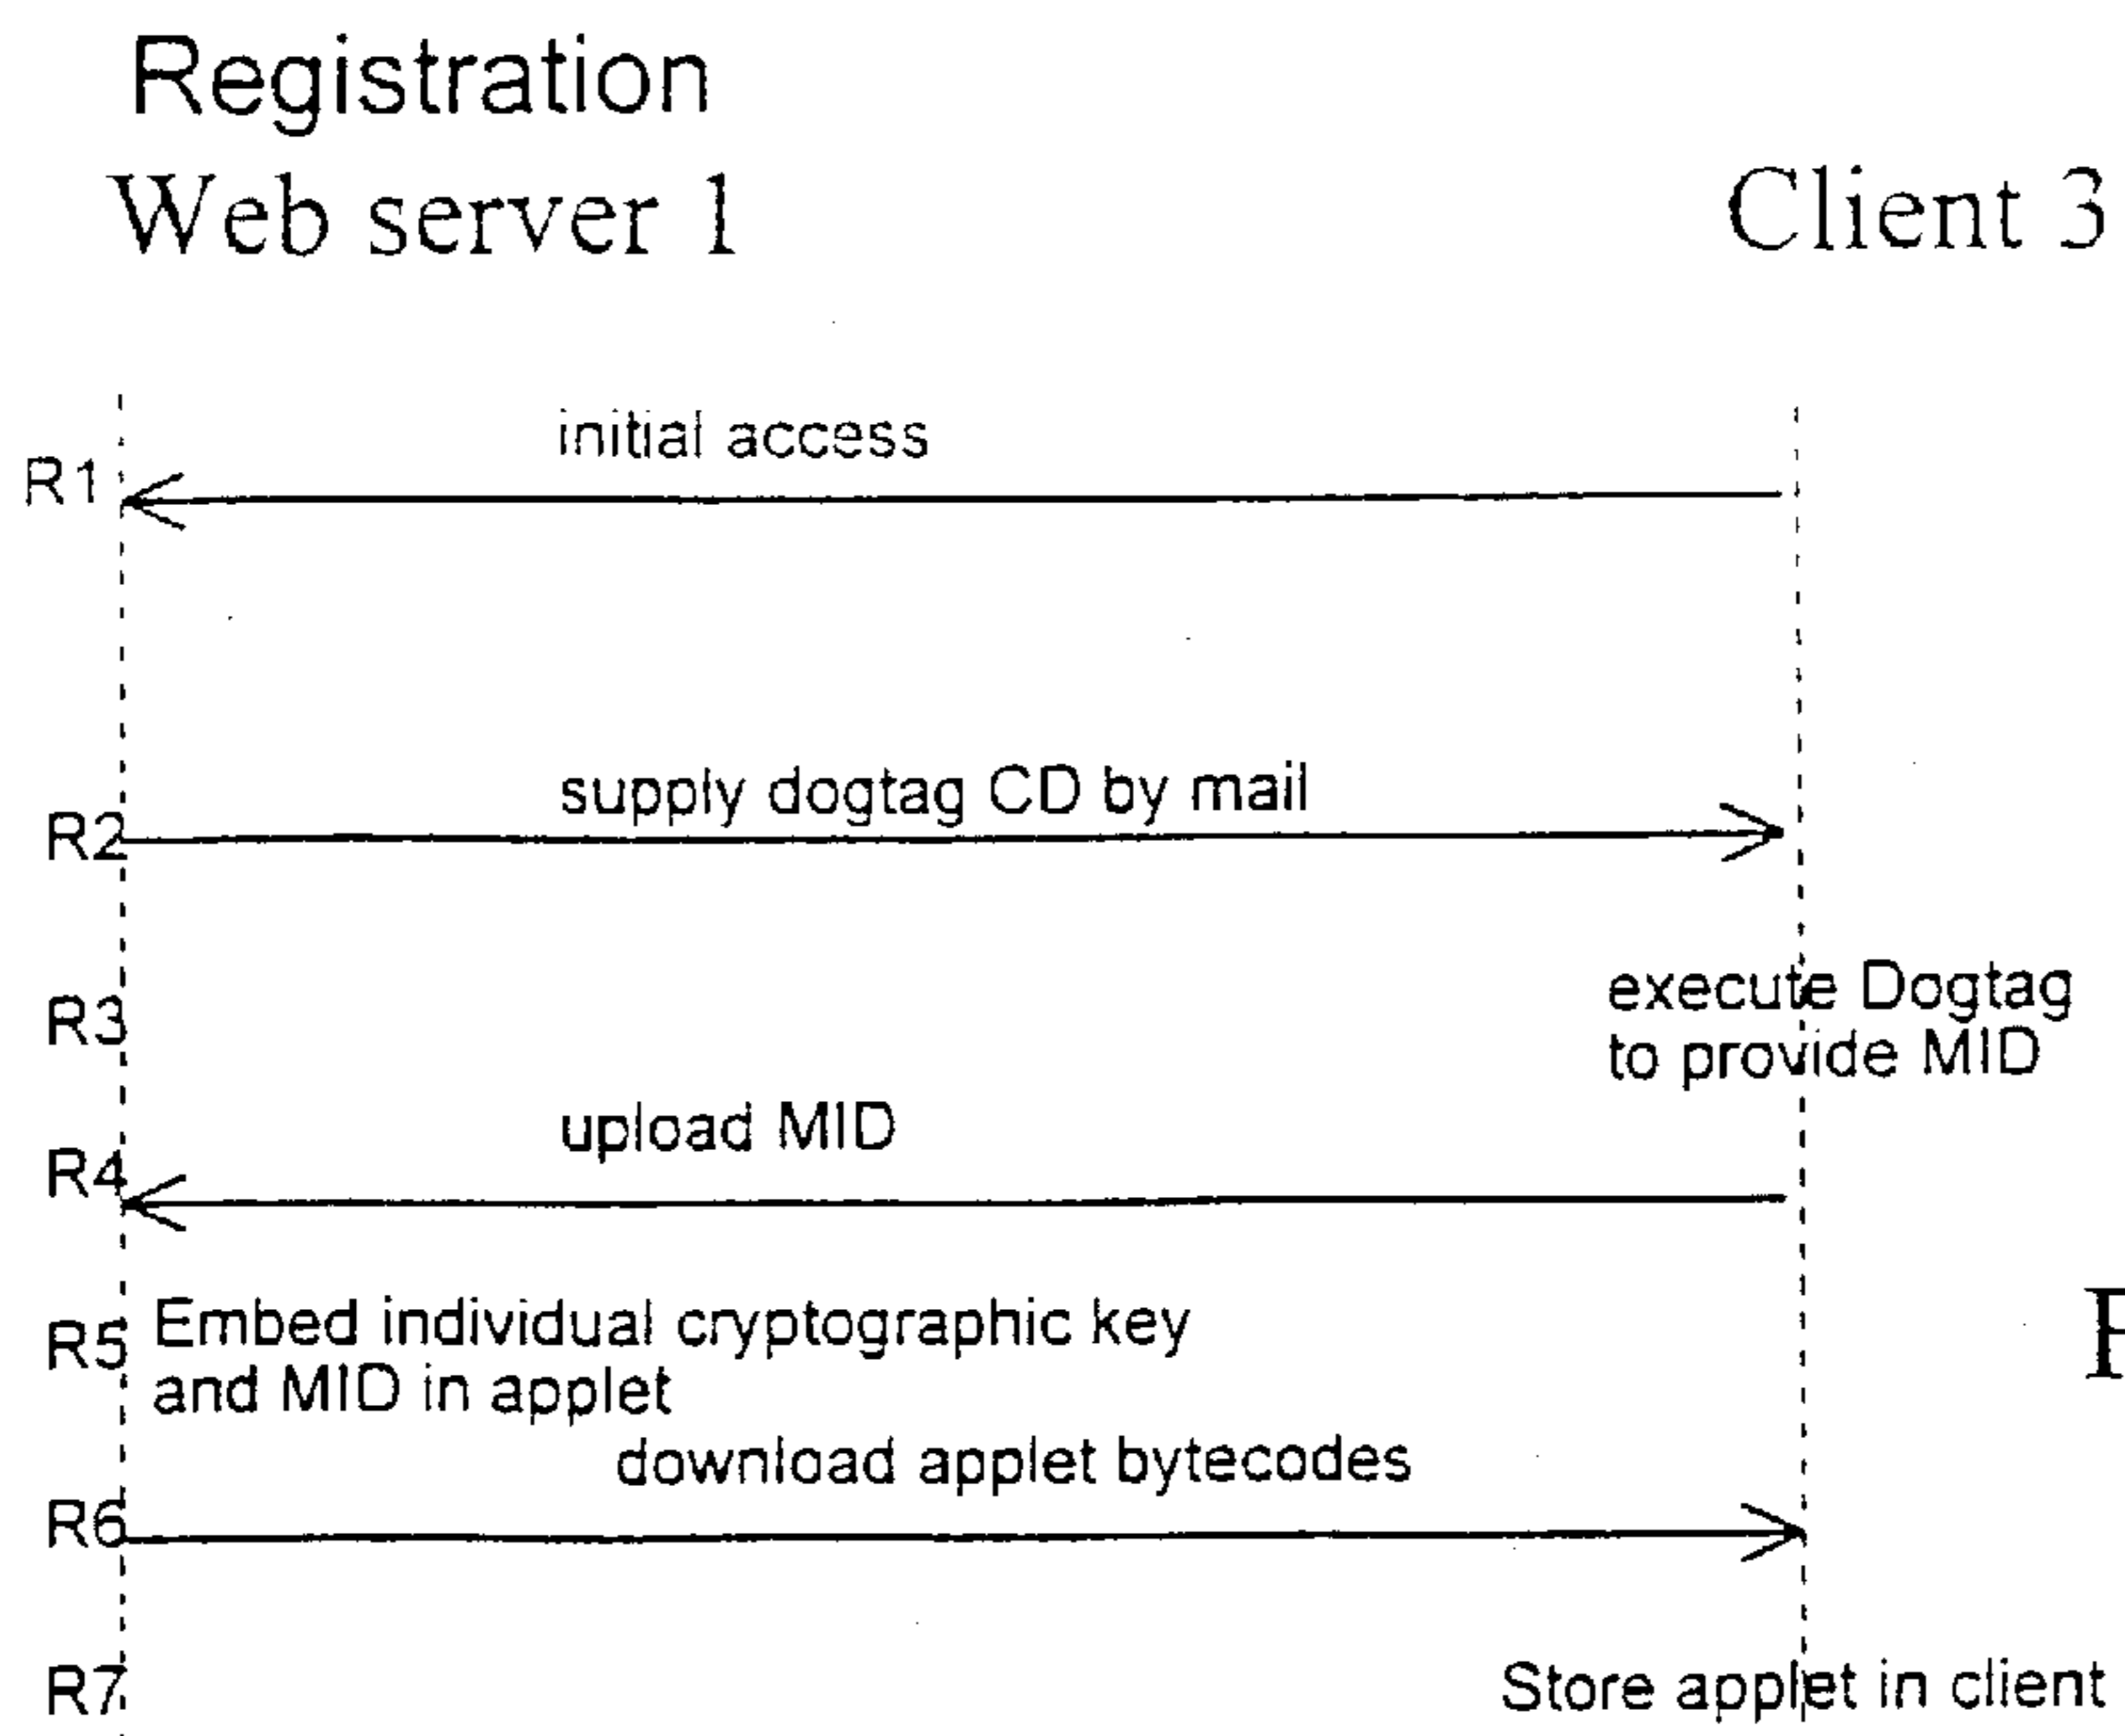 Registration
Web server 1
Client 3
initial access
R1
supply dogtag CD by mail
R2
execute Dogtag
R3
to provide MID
upload MID
R4
Embed individual cryptographic key
R5
and MID in applet
download applet bytecodes
R6
R7
Store applet in client